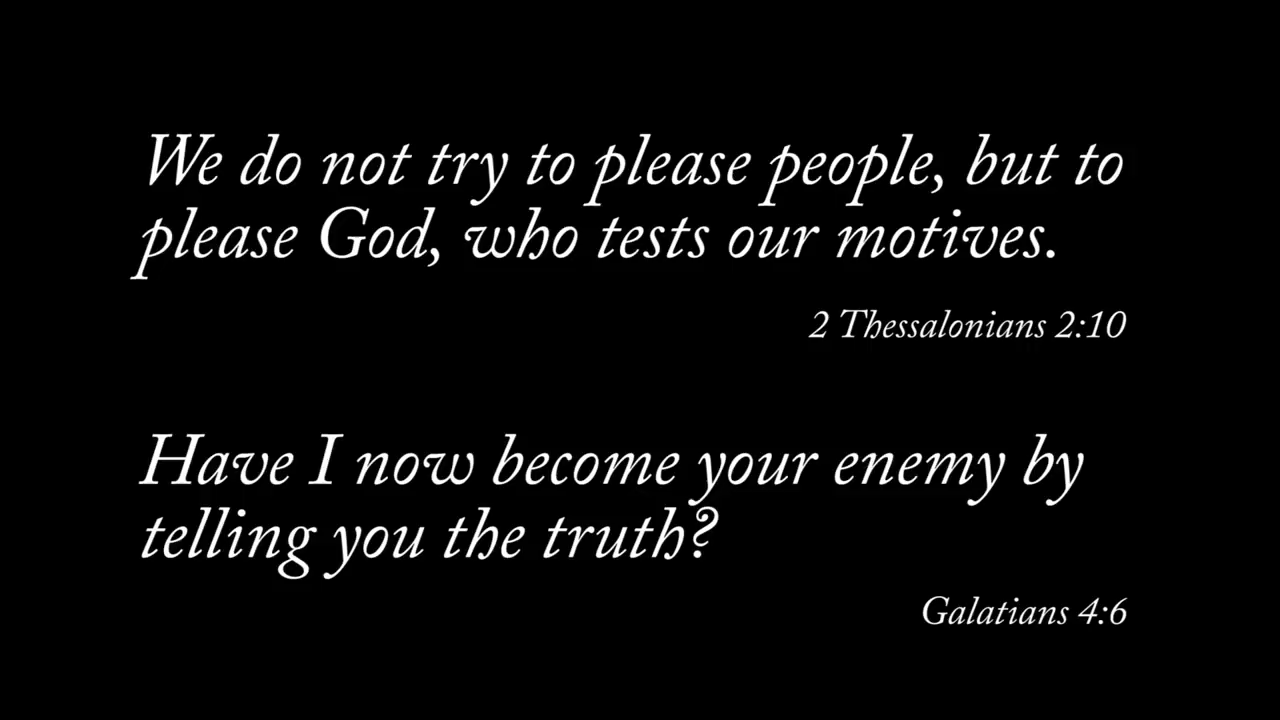 We do not try to please people, but to
please God, who tests our motives.
2 Thessalonians 2:10
Have I now become your enemy by
telling you the truth?
Galatians 4:6